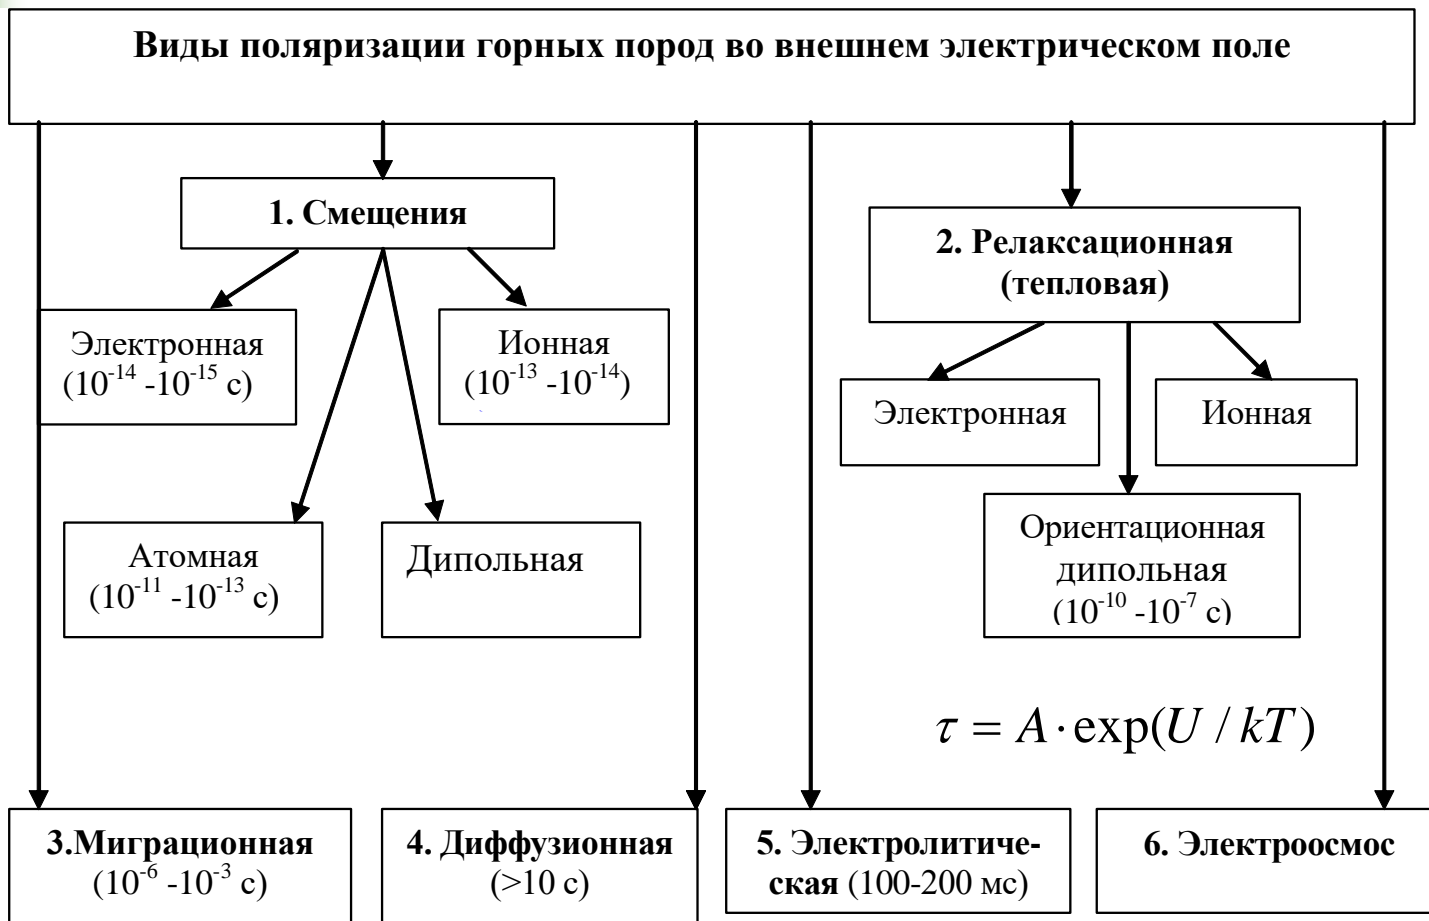 Виды поляризации горных пород во внешнем электрическом поле
1. Смещения
2. Релаксационная
(тепловая)
Электронная
(10⁻¹⁴ -10⁻¹⁵ с)
Ионная
(10⁻¹³ -10⁻¹⁴)
Электронная
Ионная
Атомная
(10⁻¹¹ -10⁻¹³ с)
Дипольная
Ориентационная
дипольная
(10⁻¹⁰ -10⁻⁷ с)
τ = A·exp(U / kT)
3.Миграционная
(10⁻⁶ -10⁻³ с)
4. Диффузионная
(>10 с)
5. Электролитиче-
ская (100-200 мс)
6. Электроосмос